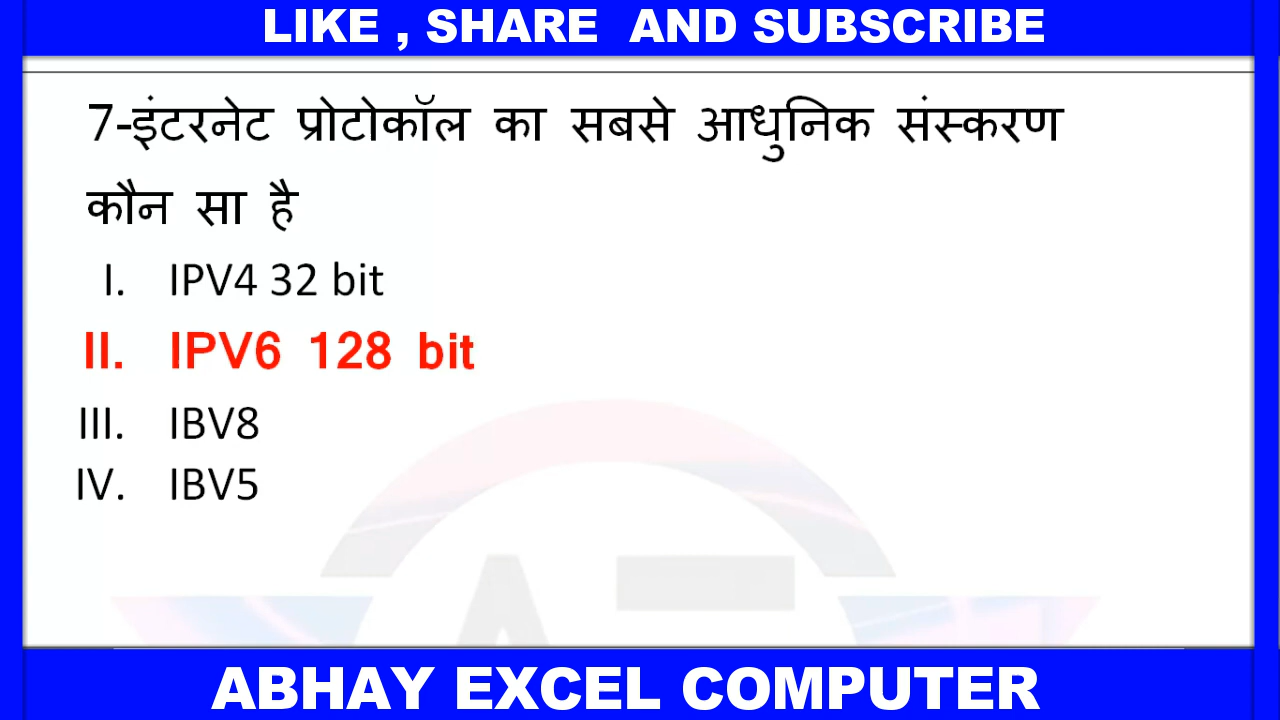 LIKE , SHARE AND SUBSCRIBE
7-इंटरनेट प्रोटोकॉल का सबसे आधुनिक संस्करण
कौन सा है
I. IPV4 32 bit
II. IPV6 128 bit
III. IBV8
IV. IBV5
ABHAY EXCEL COMPUTER